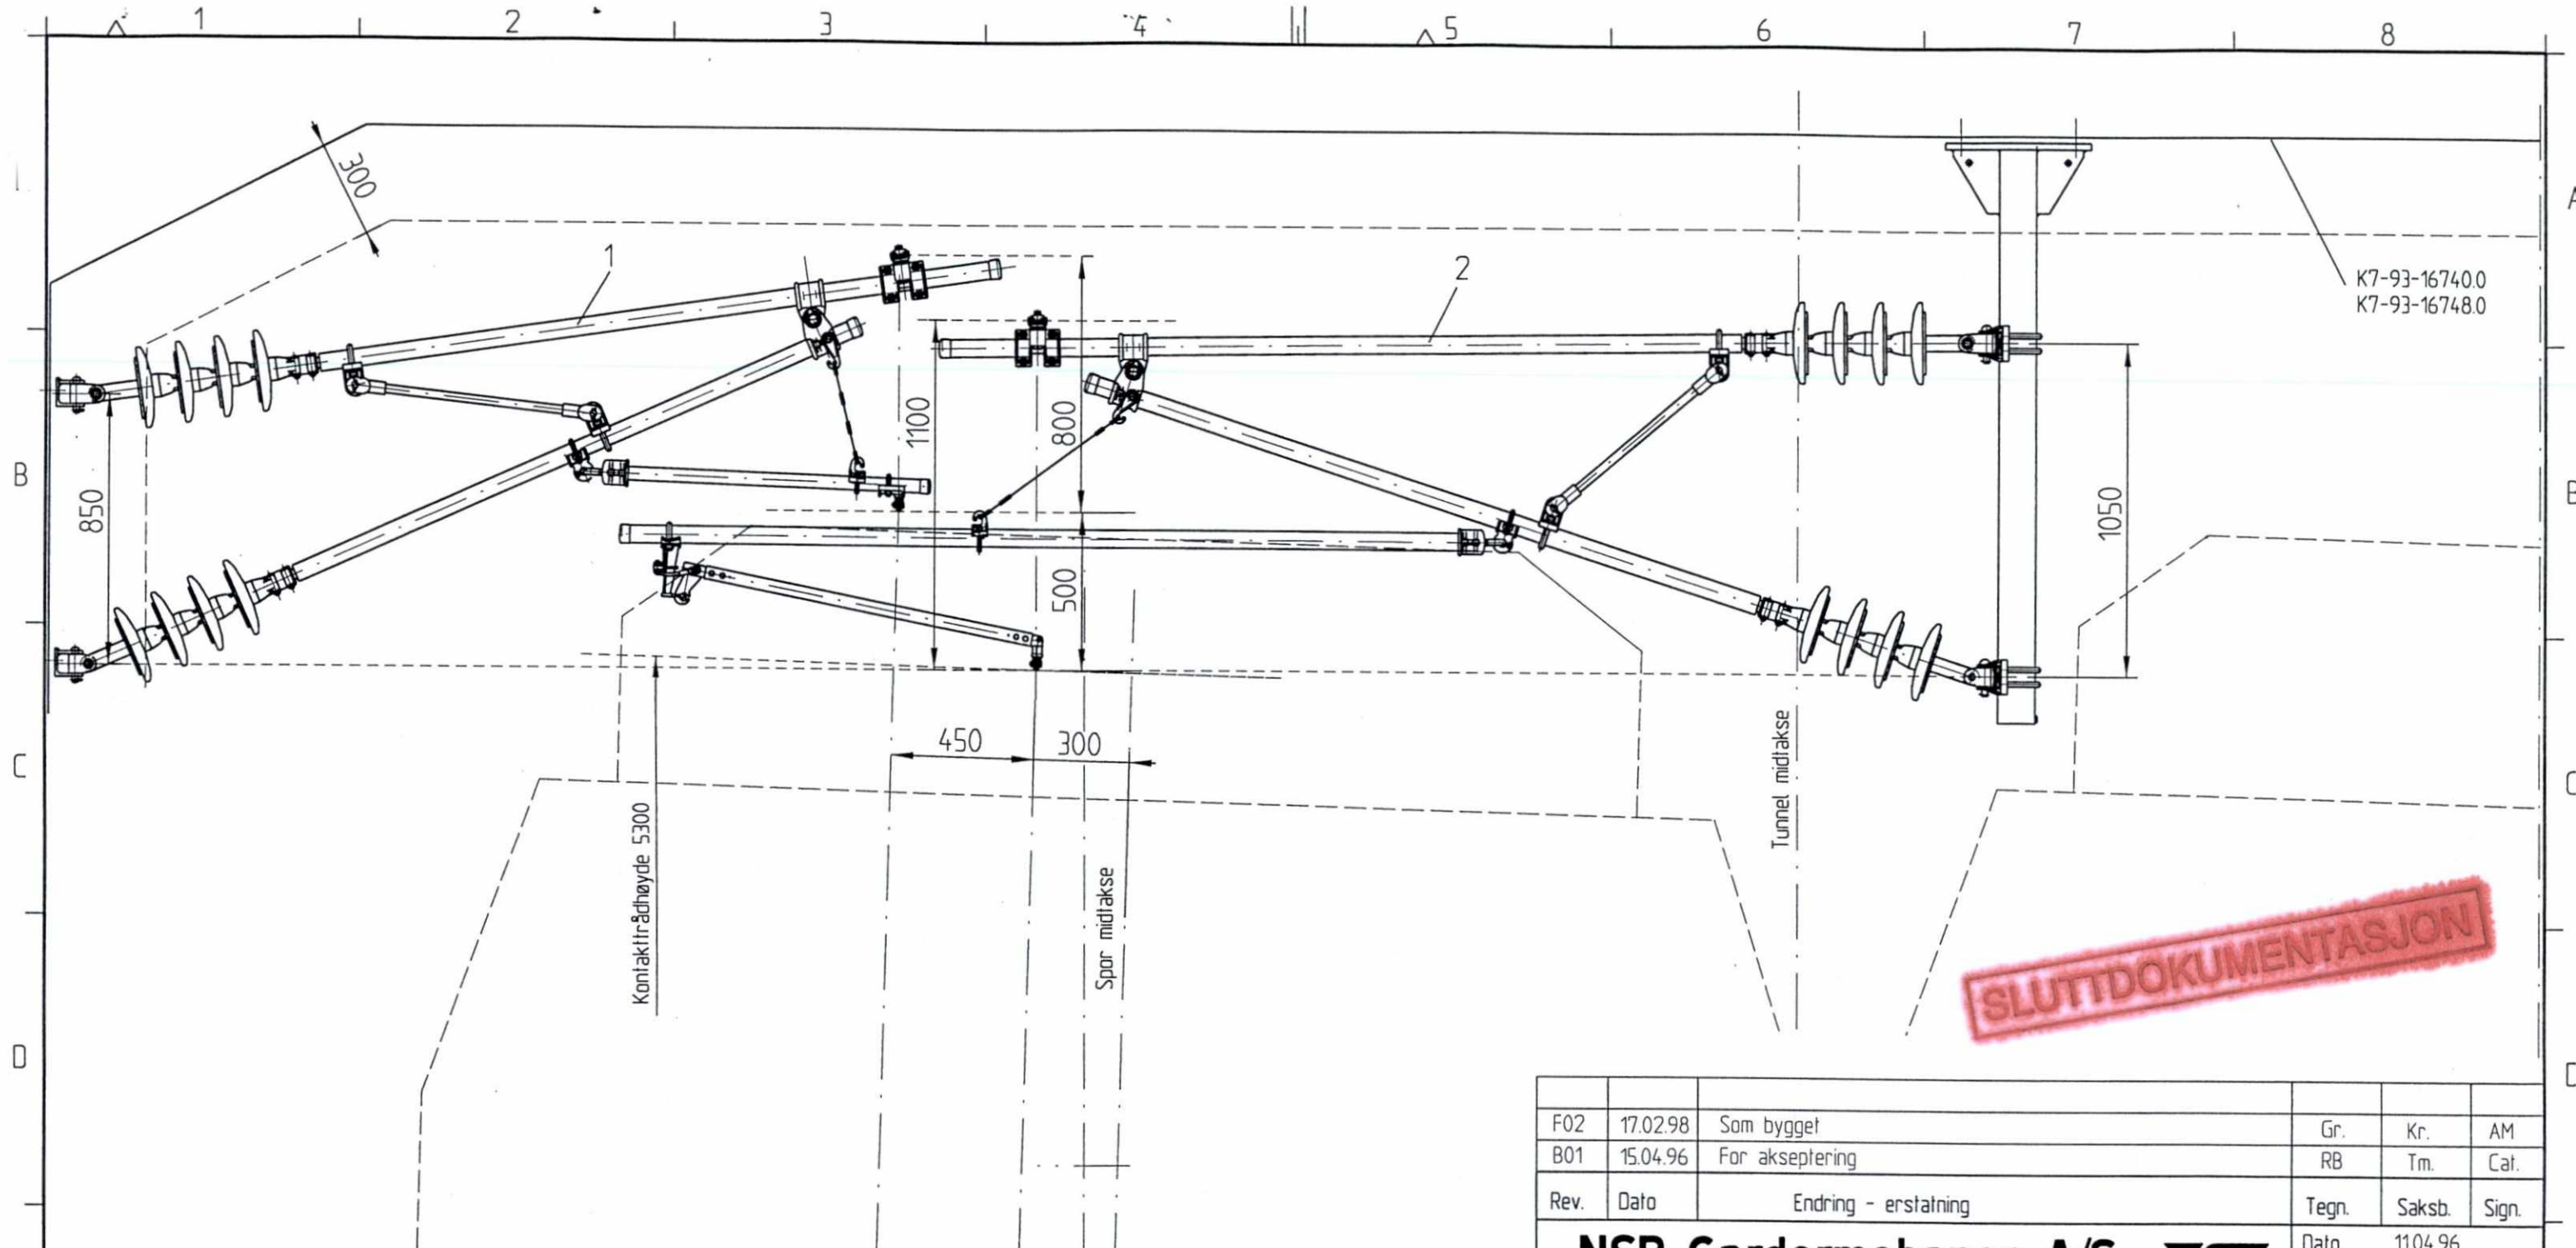 1 2 3 4 5 6 7 8
A
300
1
2
K7-93-16740.0
K7-93-16748.0
B
B
850
1100
800
500
1050
450
300
C
Kontakttrådhøyde 5300
Spor midtakse
Tunnel midtakse
SLUTTDOKUMENTASJON
D
F02 17.02.98 Som bygget Gr. Kr. AM
B01 15.04.96 For akseptering RB Tm. Cat.
Rev. Dato Endring - erstatning Tegn. Saksb. Sign.
NSB Gardermobanen A/S
Dato 11.04.96